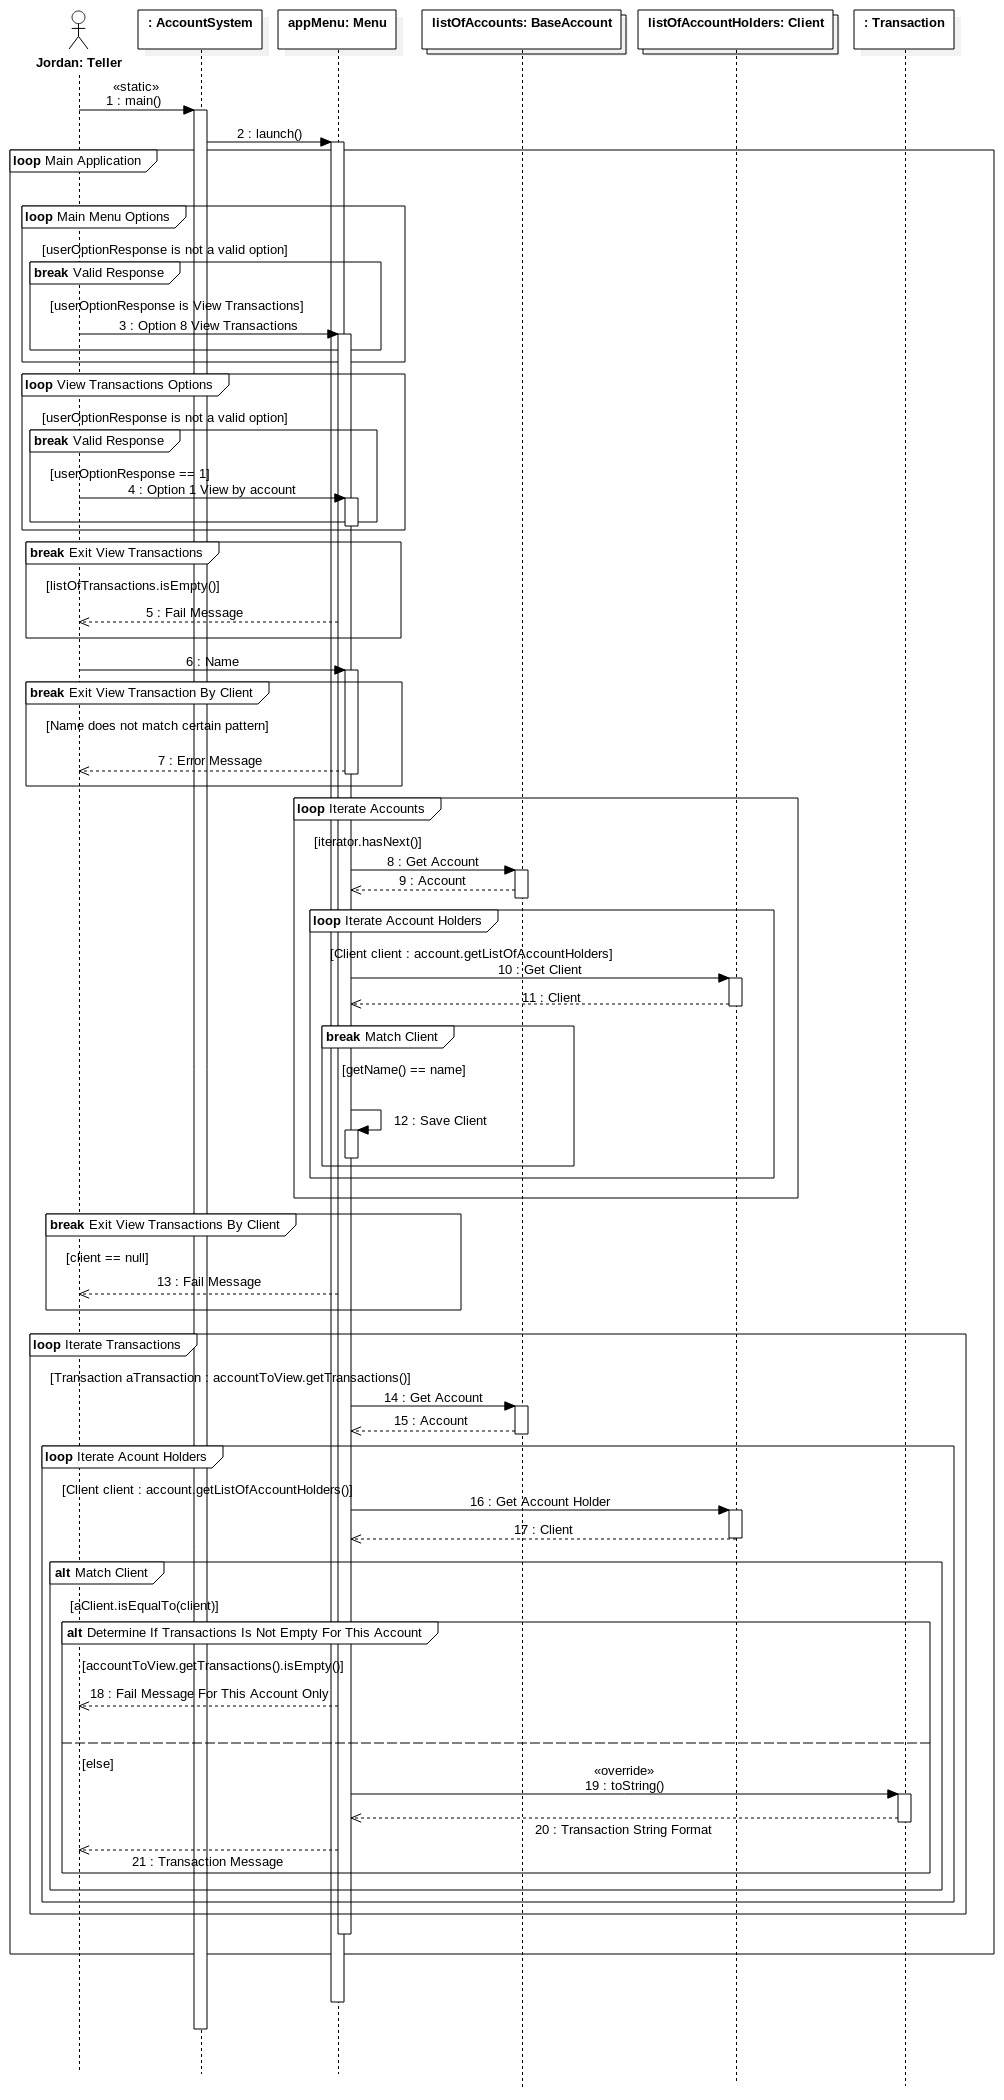 : AccountSystem
appMenu: Menu
listOfAccounts: BaseAccount
listOfAccountHolders: Client
: Transaction
Jordan: Teller
«static»
1 : main()
2 : launch()
loop Main Application
loop Main Menu Options
[userOptionResponse is not a valid option]
break Valid Response
[userOptionResponse is View Transactions]
3 : Option 8 View Transactions
loop View Transactions Options
[userOptionResponse is not a valid option]
break Valid Response
[userOptionResponse == 1]
4 : Option 1 View by account
break Exit View Transactions
[listOfTransactions.isEmpty()]
5 : Fail Message
6 : Name
break Exit View Transaction By Client
[Name does not match certain pattern]
7 : Error Message
loop Iterate Accounts
[iterator.hasNext()]
8 : Get Account
9 : Account
loop Iterate Account Holders
[Client client : account.getListOfAccountHolders]
10 : Get Client
11 : Client
break Match Client
[getName() == name]
12 : Save Client
break Exit View Transactions By Client
[client == null]
13 : Fail Message
loop Iterate Transactions
[Transaction aTransaction : accountToView.getTransactions()]
14 : Get Account
15 : Account
loop Iterate Acount Holders
[Client client : account.getListOfAccountHolders()]
16 : Get Account Holder
17 : Client
alt Match Client
[aClient.isEqualTo(client)]
alt Determine If Transactions Is Not Empty For This Account
[accountToView.getTransactions().isEmpty()]
18 : Fail Message For This Account Only
[else]
«override»
19 : toString()
20 : Transaction String Format
21 : Transaction Message